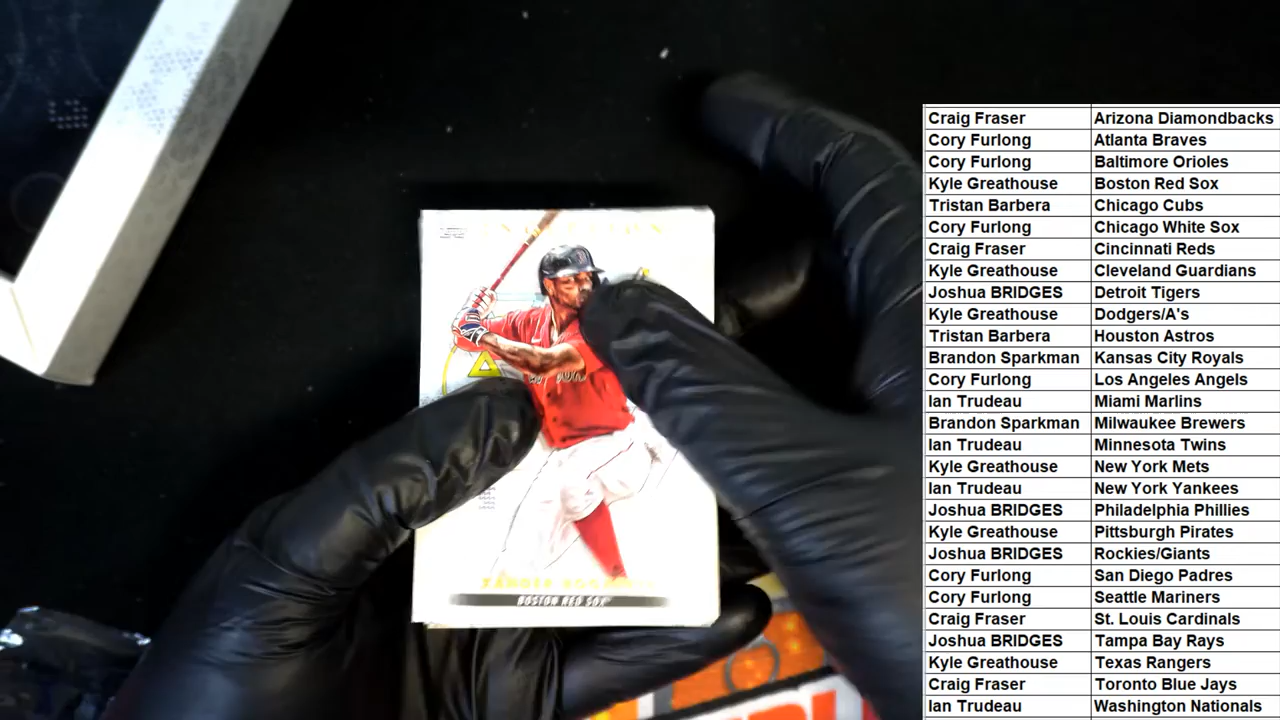 BOSTON RED SOX
Craig Fraser Arizona Diamondbacks
Cory Furlong Atlanta Braves
Cory Furlong Baltimore Orioles
Kyle Greathouse Boston Red Sox
Tristan Barbera Chicago Cubs
Cory Furlong Chicago White Sox
Craig Fraser Cincinnati Reds
Kyle Greathouse Cleveland Guardians
Joshua BRIDGES Detroit Tigers
Kyle Greathouse Dodgers/A's
Tristan Barbera Houston Astros
Brandon Sparkman Kansas City Royals
Cory Furlong Los Angeles Angels
Ian Trudeau Miami Marlins
Brandon Sparkman Milwaukee Brewers
Ian Trudeau Minnesota Twins
Kyle Greathouse New York Mets
Ian Trudeau New York Yankees
Joshua BRIDGES Philadelphia Phillies
Kyle Greathouse Pittsburgh Pirates
Joshua BRIDGES Rockies/Giants
Cory Furlong San Diego Padres
Cory Furlong Seattle Mariners
Craig Fraser St. Louis Cardinals
Joshua BRIDGES Tampa Bay Rays
Kyle Greathouse Texas Rangers
Craig Fraser Toronto Blue Jays
Ian Trudeau Washington Nationals